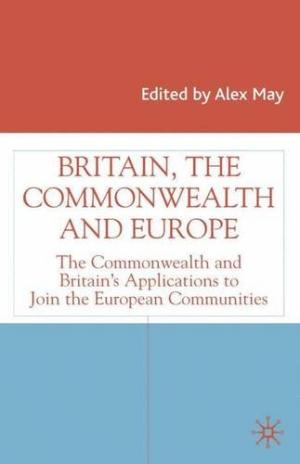 Edited by Alex May
BRITAIN, THE
COMMONWEALTH
AND EUROPE
The Commonwealth and
Britain's Applications to
Join the European Communities